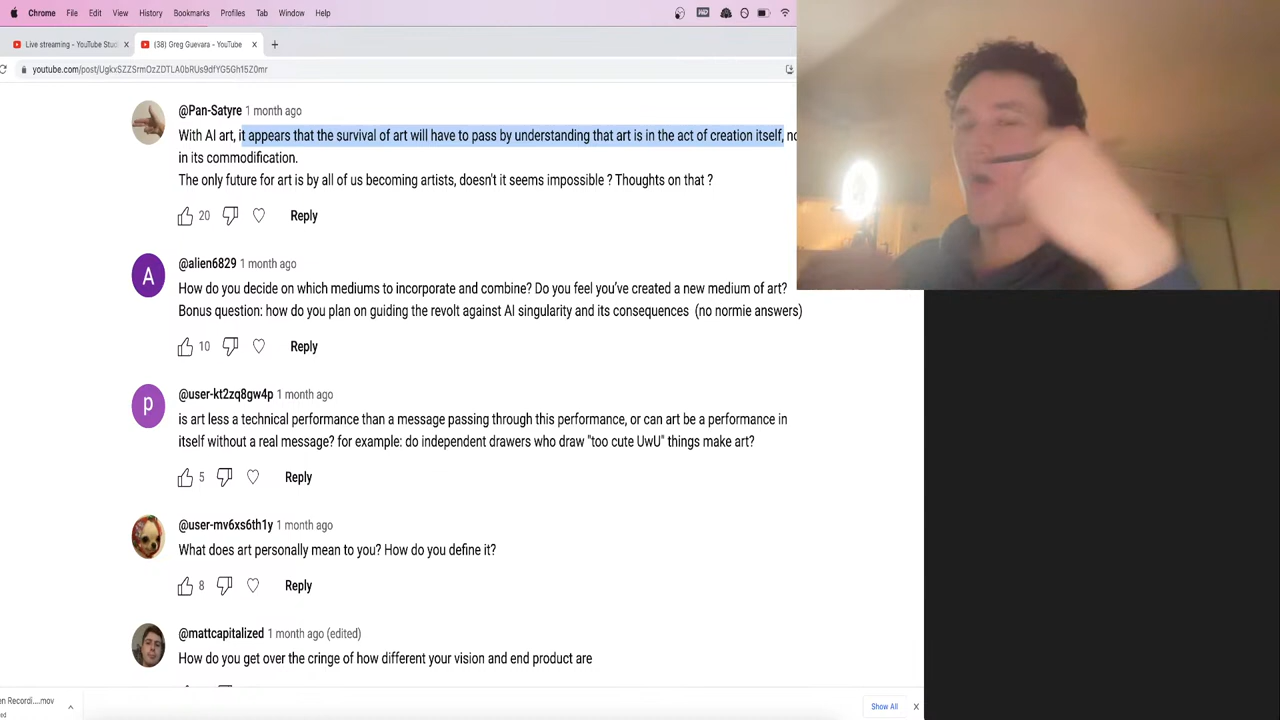 Chrome File Edit View History Bookmarks Profiles Tab Window Help
Live streaming - YouTube Stud × (38) Greg Guevara - YouTube × +
youtube.com/post/UgkxSZZSrmOzZDTLA0bRUs9dfYG5Gh15Z0mr
@Pan-Satyre 1 month ago
With AI art, it appears that the survival of art will have to pass by understanding that art is in the act of creation itself, no
in its commodification.
The only future for art is by all of us becoming artists, doesn't it seems impossible ? Thoughts on that ?
20 Reply
A @alien6829 1 month ago
How do you decide on which mediums to incorporate and combine? Do you feel you've created a new medium of art?
Bonus question: how do you plan on guiding the revolt against AI singularity and its consequences (no normie answers)
10 Reply
P @user-kt2zq8gw4p 1 month ago
is art less a technical performance than a message passing through this performance, or can art be a performance in
itself without a real message? for example: do independent drawers who draw "too cute UwU" things make art?
5 Reply
@user-mv6xs6th1y 1 month ago
What does art personally mean to you? How do you define it?
8 Reply
@mattcapitalized 1 month ago (edited)
How do you get over the cringe of how different your vision and end product are
en Recordi....mov
Show All ×